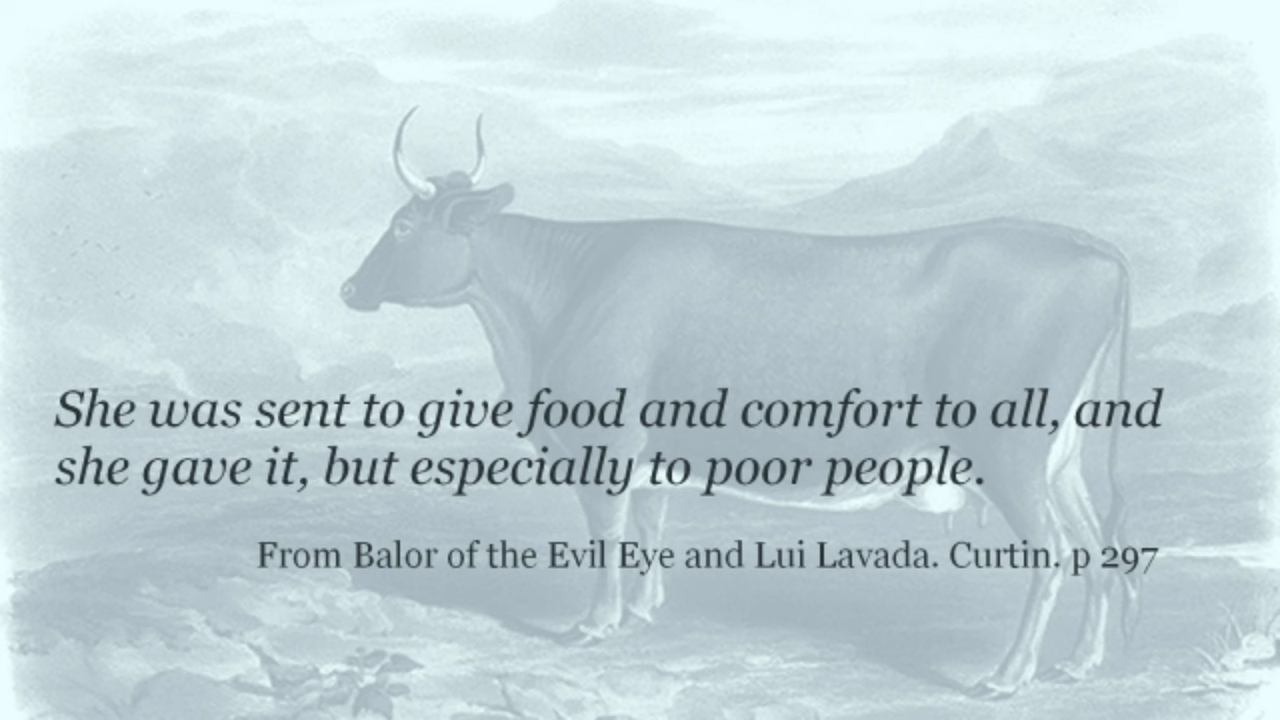 She was sent to give food and comfort to all, and
she gave it, but especially to poor people.
From Balor of the Evil Eye and Lui Lavada. Curtin. p 297